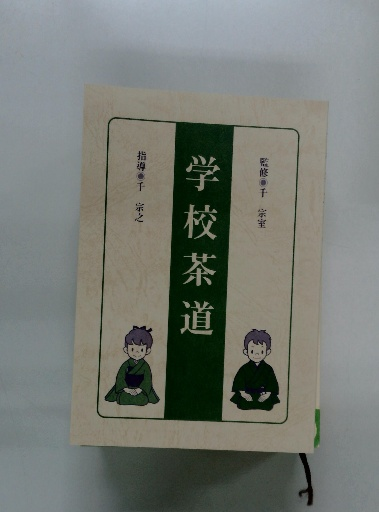 監修●千 宗室
学校茶道
指導●千 宗之